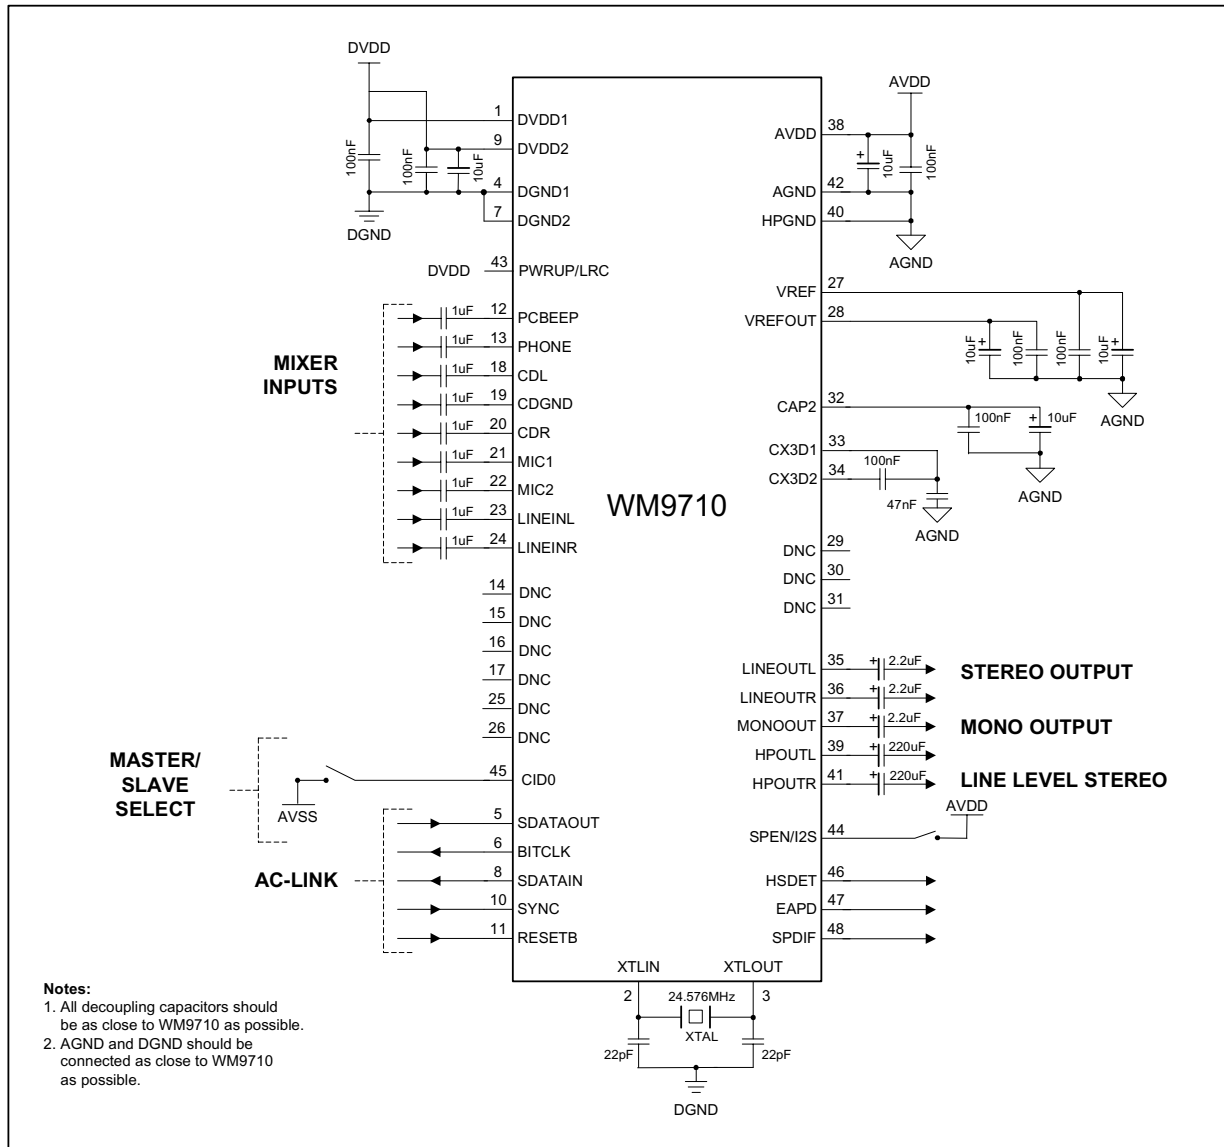 DVDD
1 DVDD1
9 DVDD2
100nF
100nF
10uF
4 DGND1
7 DGND2
DGND
DVDD 43 PWRUP/LRC
MIXER
INPUTS
1uF 12 PCBEEP
1uF 13 PHONE
1uF 18 CDL
1uF 19 CDGND
1uF 20 CDR
1uF 21 MIC1
1uF 22 MIC2
1uF 23 LINEINL
1uF 24 LINEINR
14 DNC
15 DNC
16 DNC
17 DNC
25 DNC
26 DNC
MASTER/
SLAVE
SELECT
AVSS
45 CID0
AC-LINK
5 SDATAOUT
6 BITCLK
8 SDATAIN
10 SYNC
11 RESETB
WM9710
AVDD
AVDD 38
+
10uF
100nF
AGND 42
HPGND 40
AGND
VREF 27
VREFOUT 28
10uF +
100nF
100nF
10uF +
AGND
CAP2 32
100nF
+ 10uF
AGND
CX3D1 33
CX3D2 34
100nF
47nF
AGND
DNC 29
DNC 30
DNC 31
LINEOUTL 35 + 2.2uF STEREO OUTPUT
LINEOUTR 36 + 2.2uF
MONOOUT 37 + 2.2uF MONO OUTPUT
HPOUTL 39 + 220uF
HPOUTR 41 + 220uF LINE LEVEL STEREO
AVDD
SPEN/I2S 44
HSDET 46
EAPD 47
SPDIF 48
XTLIN XTLOUT
2 24.576MHz 3
XTAL
22pF 22pF
DGND
Notes:
1. All decoupling capacitors should
be as close to WM9710 as possible.
2. AGND and DGND should be
connected as close to WM9710
as possible.